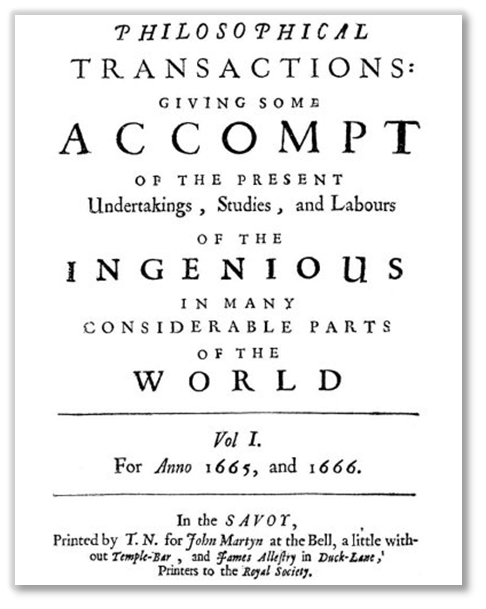 PHILOSOPHICAL
TRANSACTIONS:
GIVING SOME
ACCOMPT
OF THE PRESENT
Undertakings, Studies, and Labours
OF THE
INGENIOUS
IN MANY
CONSIDERABLE PARTS
OF THE
WORLD
Vol I.
For Anno 1665, and 1666.
In the SAVOY,
Printed by T. N. for John Martyn at the Bell, a little with-
out Temple-Bar, and James Allestry in Duck-Lane,
Printers to the Royal Society.